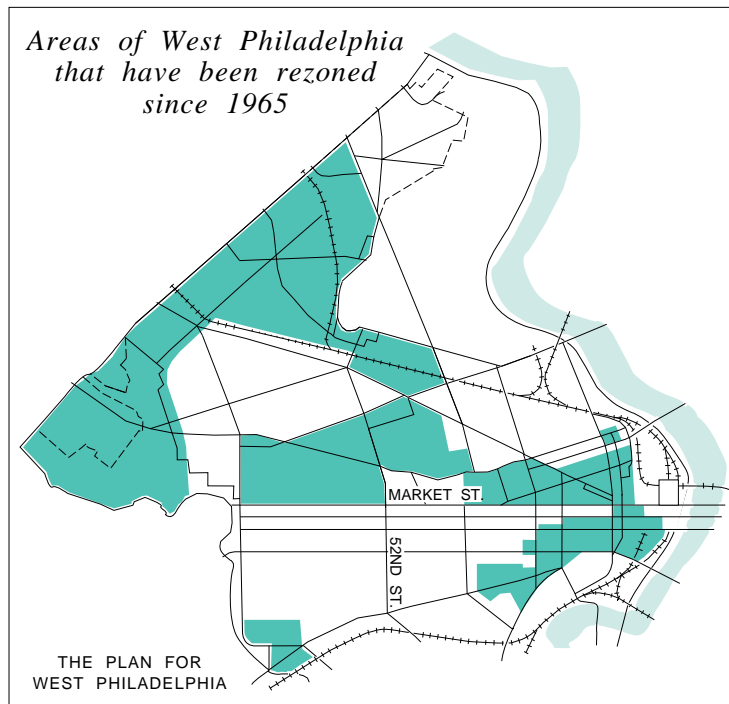 Areas of West Philadelphia
that have been rezoned
since 1965
MARKET ST.
52ND ST.
THE PLAN FOR
WEST PHILADELPHIA